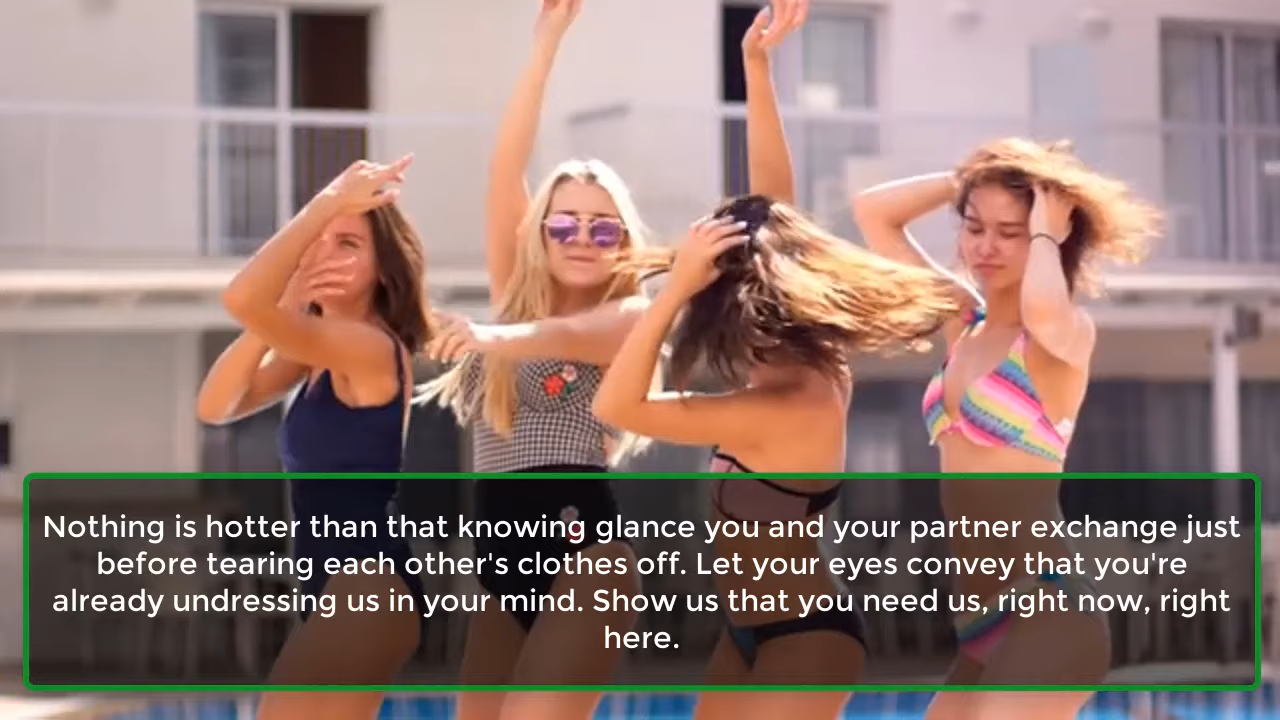 Nothing is hotter than that knowing glance you and your partner exchange just
before tearing each other's clothes off. Let your eyes convey that you're
already undressing us in your mind. Show us that you need us, right now, right
here.